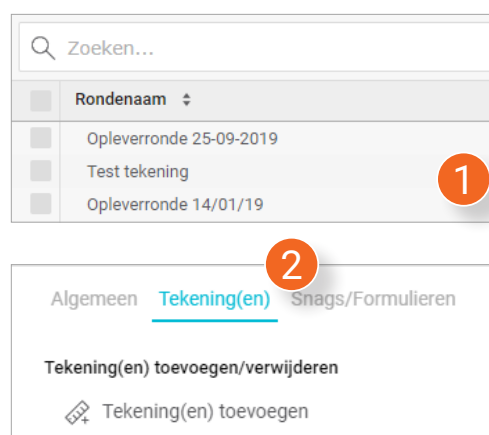 Zoeken...
Rondenaam
Opleverronde 25-09-2019
Test tekening
1
Opleverronde 14/01/19
2
Algemeen Tekening(en) Snags/Formulieren
Tekening(en) toevoegen/verwijderen
Tekening(en) toevoegen